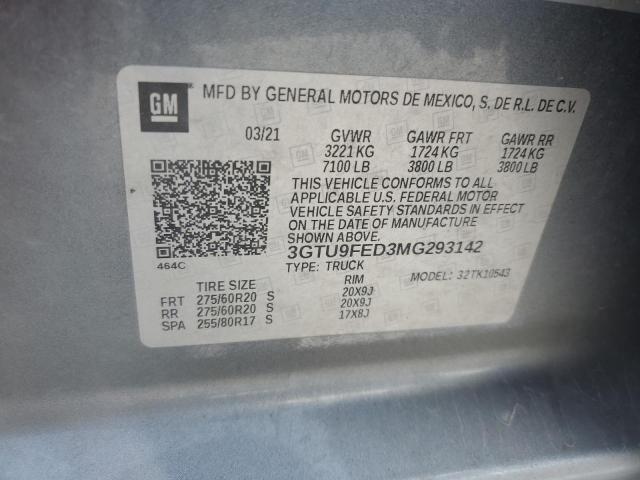 GM
MFD BY GENERAL MOTORS DE MEXICO, S. DE R.L. DE C.V.
03/21 GVWR GAWR FRT GAWR RR
3221 KG 1724 KG 1724 KG
7100 LB 3800 LB 3800 LB
THIS VEHICLE CONFORMS TO ALL
APPLICABLE U.S. FEDERAL MOTOR
VEHICLE SAFETY STANDARDS IN EFFECT
ON THE DATE OF MANUFACTURE
3GTU9FED3MG293142
464C
TYPE: TRUCK MODEL: 32TK10543
TIRE SIZE RIM
FRT 275/60R20 S 20X9J
RR 275/60R20 S 20X9J
SPA 255/80R17 S 17X8J